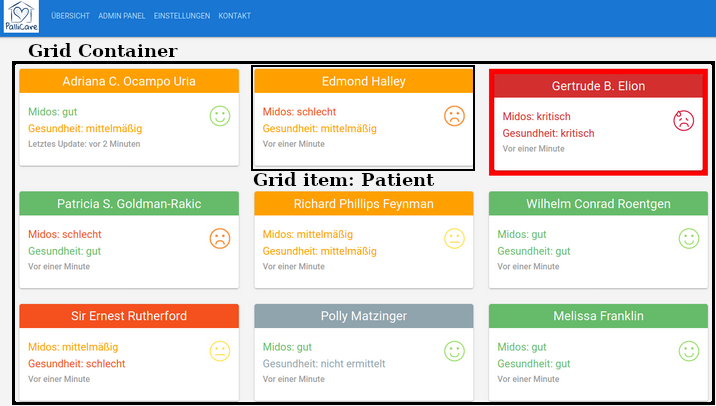 PalliCare
ÜBERSICHT ADMIN PANEL EINSTELLUNGEN KONTAKT
Grid Container
Adriana C. Ocampo Uria
Midos: gut
Gesundheit: mittelmäßig
Letztes Update: vor 2 Minuten
Edmond Halley
Midos: schlecht
Gesundheit: mittelmäßig
Vor einer Minute
Gertrude B. Elion
Midos: kritisch
Gesundheit: kritisch
Vor einer Minute
Grid item: Patient
Patricia S. Goldman-Rakic
Midos: schlecht
Gesundheit: gut
Vor einer Minute
Richard Phillips Feynman
Midos: mittelmäßig
Gesundheit: mittelmäßig
Vor einer Minute
Wilhelm Conrad Roentgen
Midos: gut
Gesundheit: gut
Vor einer Minute
Sir Ernest Rutherford
Midos: mittelmäßig
Gesundheit: schlecht
Vor einer Minute
Polly Matzinger
Midos: gut
Gesundheit: nicht ermittelt
Vor einer Minute
Melissa Franklin
Midos: gut
Gesundheit: gut
Vor einer Minute